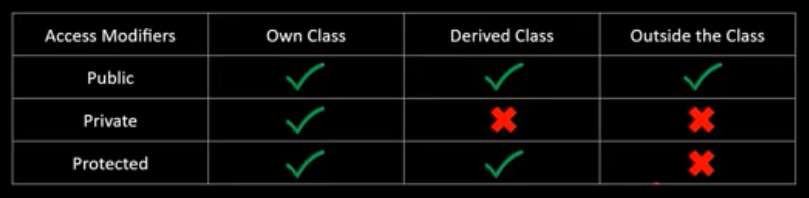 Access Modifiers Own Class Derived Class Outside the Class
Public
Private
Protected